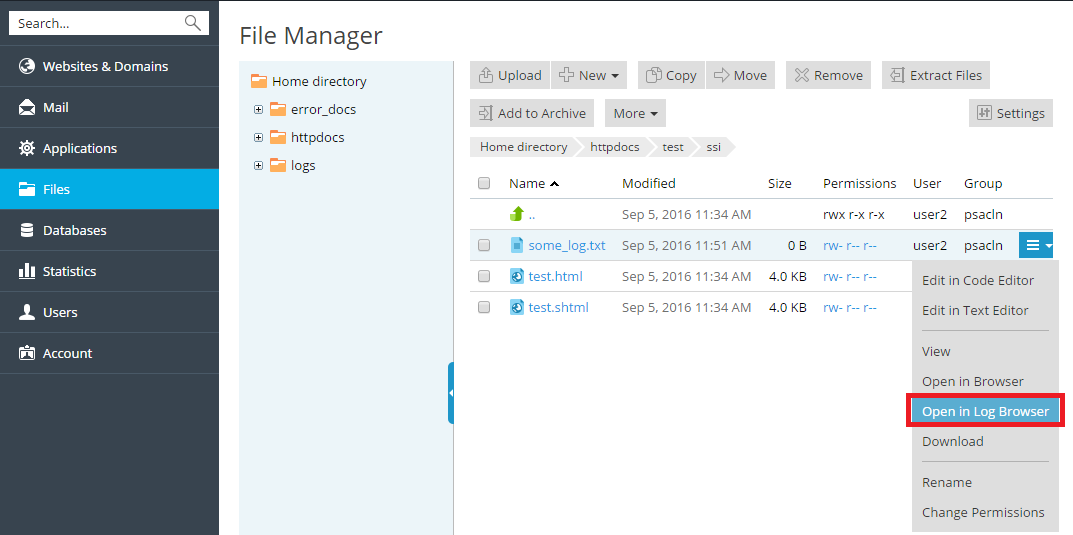 Search...
Websites & Domains
Mail
Applications
Files
Databases
Statistics
Users
Account
File Manager
Home directory
error_docs
httpdocs
logs
Upload New Copy Move Remove Extract Files
Add to Archive More Settings
Home directory httpdocs test ssi
Name Modified Size Permissions User Group
.. Sep 5, 2016 11:34 AM rwx r-x r-x user2 psacln
some_log.txt Sep 5, 2016 11:51 AM 0 B rw- r-- r-- user2 psacln
test.html Sep 5, 2016 11:34 AM 4.0 KB rw- r-- r--
test.shtml Sep 5, 2016 11:34 AM 4.0 KB rw- r-- r--
Edit in Code Editor
Edit in Text Editor
View
Open in Browser
Open in Log Browser
Download
Rename
Change Permissions